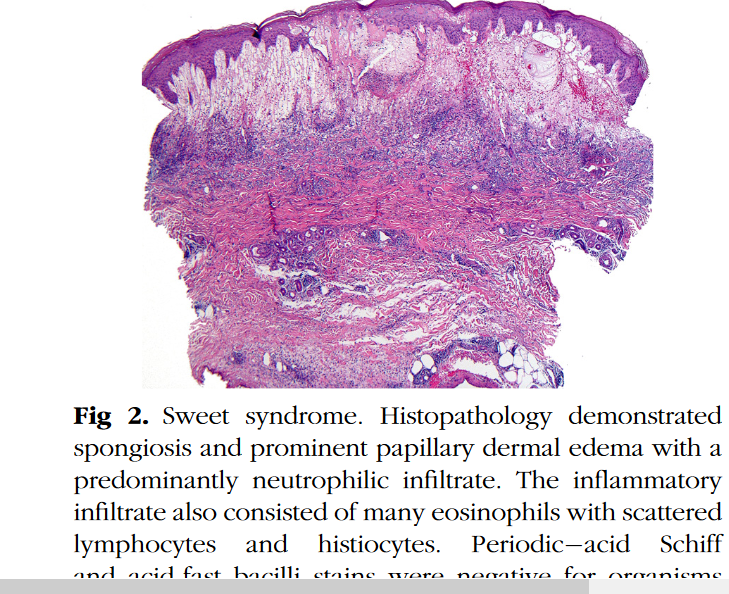 Fig 2. Sweet syndrome. Histopathology demonstrated
spongiosis and prominent papillary dermal edema with a
predominantly neutrophilic infiltrate. The inflammatory
infiltrate also consisted of many eosinophils with scattered
lymphocytes and histiocytes. Periodic–acid Schiff
and acid-fast bacilli stains were negative for organisms